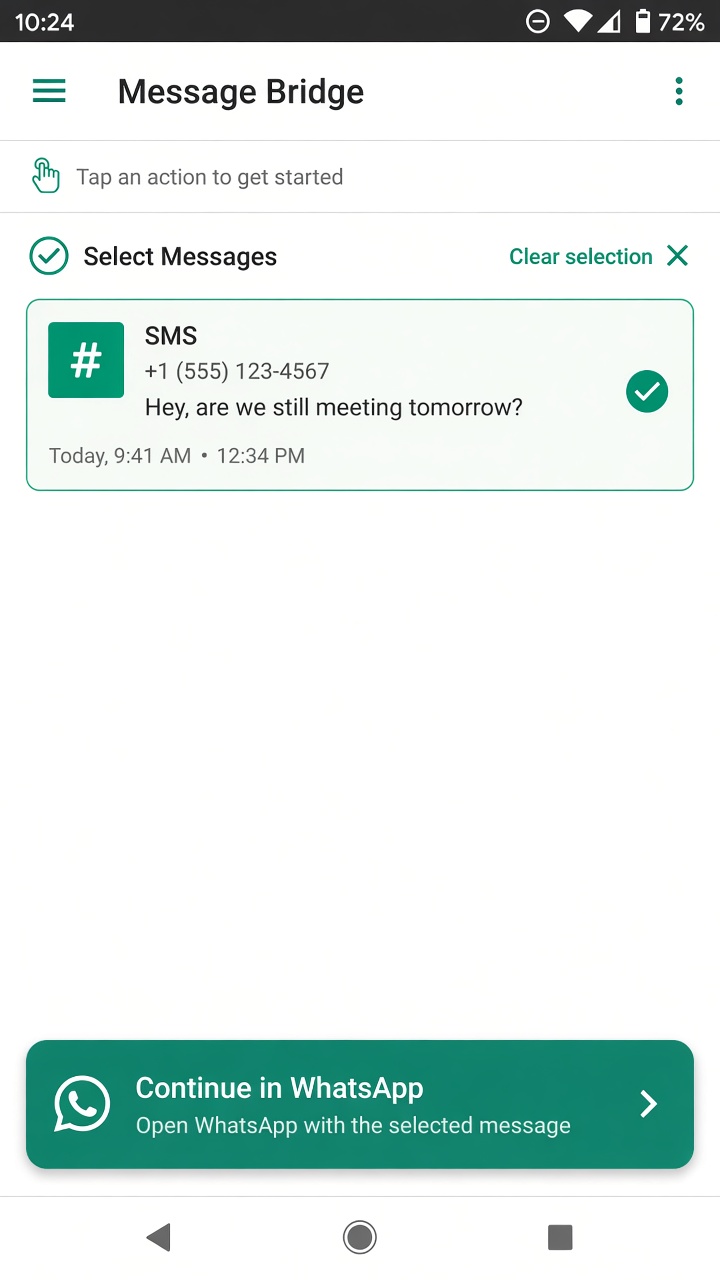 10:24
72%
Message Bridge
Tap an action to get started
Select Messages
Clear selection
#
SMS
+1 (555) 123-4567
Hey, are we still meeting tomorrow?
Today, 9:41 AM • 12:34 PM
Continue in WhatsApp
Open WhatsApp with the selected message